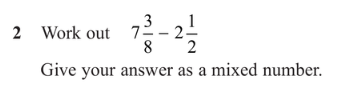 2 Work out 7 3/8 − 2 1/2
Give your answer as a mixed number.